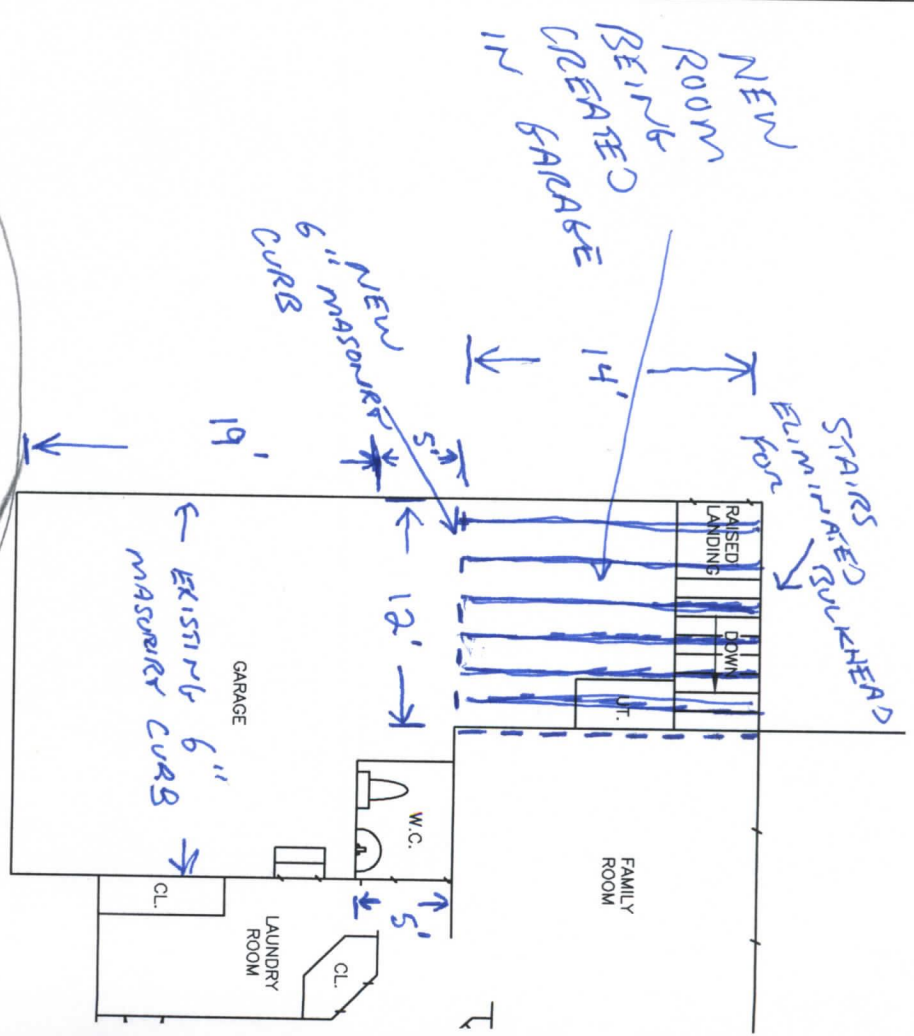 NEW
ROOM
BEING
CREATED
IN GARAGE
STAIRS
ELIMINATED
FOR BULKHEAD
14'
NEW
6" MASONRY
CURB
5'
19'
RAISED
LANDING
DOWN
UT.
12'
EXISTING 6"
MASONRY CURB
GARAGE
W.C.
FAMILY
ROOM
5'
CL.
LAUNDRY
ROOM
CL.